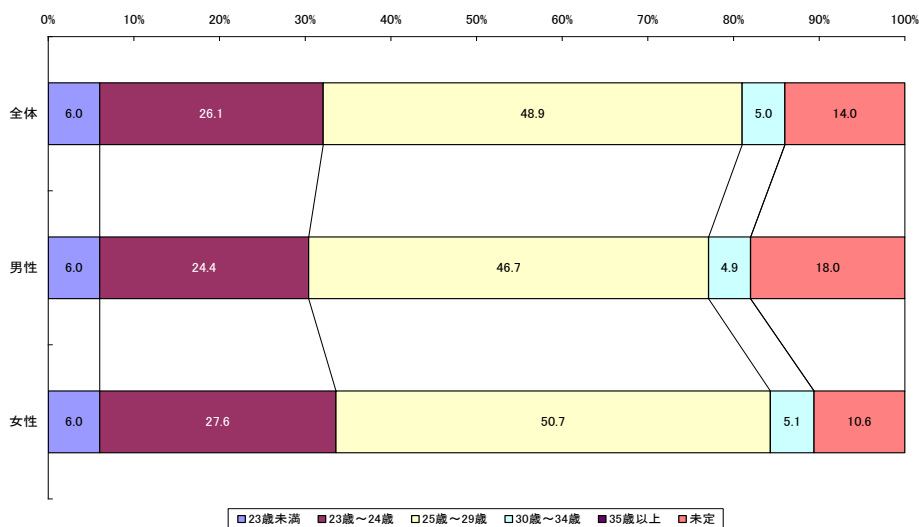 0% 10% 20% 30% 40% 50% 60% 70% 80% 90% 100%
全体 6.0 26.1 48.9 5.0 14.0
男性 6.0 24.4 46.7 4.9 18.0
女性 6.0 27.6 50.7 5.1 10.6
23歳未満 23歳～24歳 25歳～29歳 30歳～34歳 35歳以上 未定